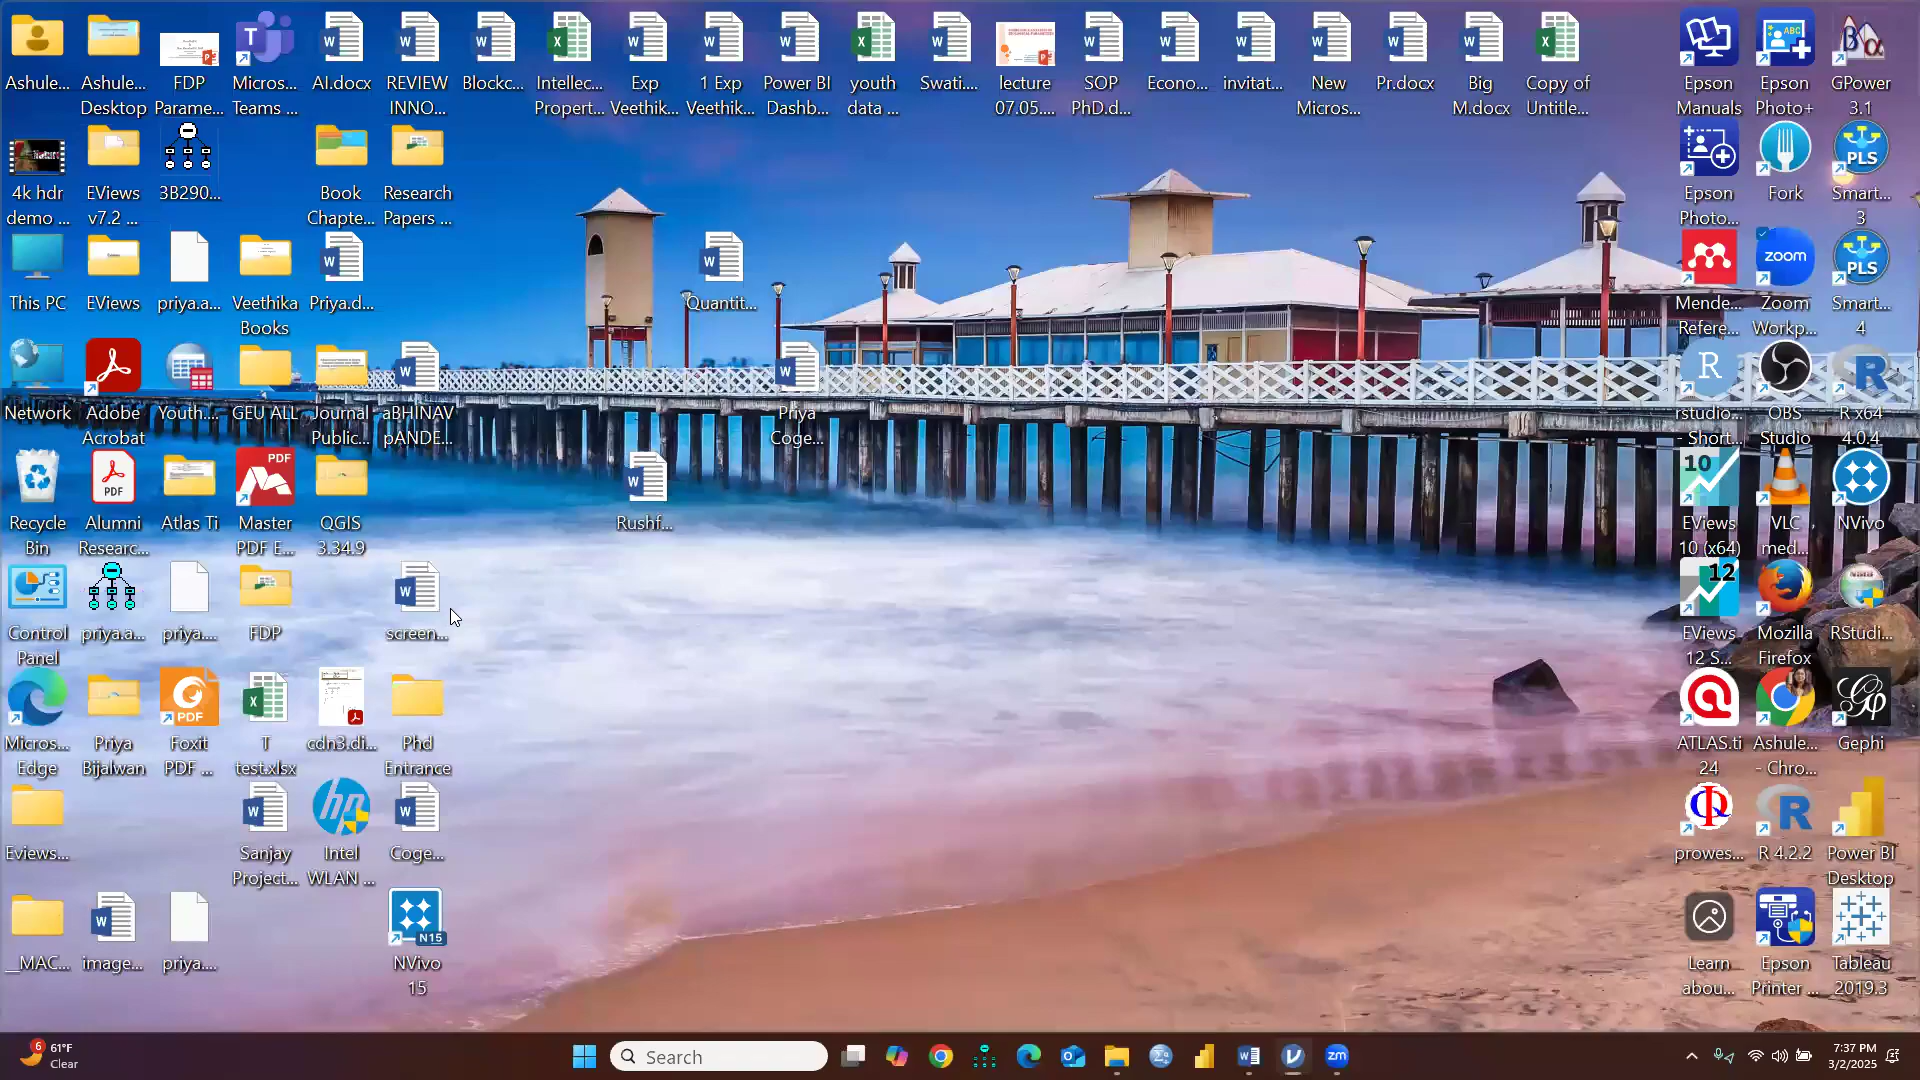 Ashule...
Ashule... Desktop
FDP Parame...
Micros... Teams ...
AI.docx
REVIEW INNO...
Blockc...
Intellec... Propert...
Exp Veethik...
1 Exp Veethik...
Power BI Dashb...
youth data ...
Swati....
lecture 07.05....
SOP PhD.d...
Econo...
invitat...
New Micros...
Pr.docx
Big M.docx
Copy of Untitle...
Epson Manuals
Epson Photo+
GPower 3.1
4k hdr demo ...
EViews v7.2 ...
3B290...
Book Chapte...
Research Papers ...
Epson Photo...
Fork
Smart... 3
This PC
EViews
priya.a...
Veethika Books
Priya.d...
Quantit...
Mende... Refere...
Zoom Workp...
Smart... 4
Network
Adobe Acrobat
Youth....
GEU ALL
Journal Public...
aBHINAV pANDE...
Priya Coge...
rstudio... - Short...
OBS Studio
R x64 4.0.4
Recycle Bin
Alumni Researc...
Atlas Ti
Master PDF E...
QGIS 3.34.9
Rushf...
EViews 10 (x64)
VLC med...
NVivo
Control Panel
priya.a...
priya....
FDP
screen...
EViews 12 S...
Mozilla Firefox
RStudi...
Micros... Edge
Priya Bijalwan
Foxit PDF ...
T test.xlsx
cdn3.di...
Phd Entrance
ATLAS.ti 24
Ashule... - Chro...
Gephi
Eviews...
Sanjay Project...
Intel WLAN ...
Coge...
prowes...
R 4.2.2
Power BI Desktop
__MAC...
image...
priya....
NVivo 15
Learn abou...
Epson Printer ...
Tableau 2019.3
6
61°F
Clear
Search
zm
7:37 PM
3/2/2025